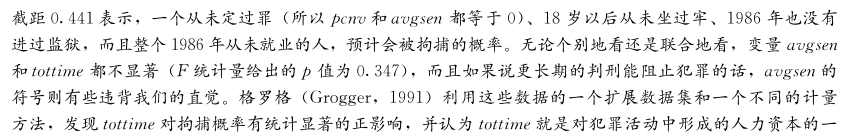 截距 0.441 表示，一个从未定过罪（所以 pcnv 和 avgsen 都等于 0）、18 岁以后从未坐过牢、1986 年也没有
进过监狱，而且整个 1986 年从未就业的人，预计会被拘捕的概率。无论个别地看还是联合地看，变量 avgsen
和 tottime 都不显著（F 统计量给出的 p 值为 0.347），而且如果说更长期的判刑能阻止犯罪的话，avgsen 的
符号则有些违背我们的直觉。格罗格（Grogger，1991）利用这些数据的一个扩展数据集和一个不同的计量
方法，发现 tottime 对拘捕概率有统计显著的正影响，并认为 tottime 就是对犯罪活动中形成的人力资本的一